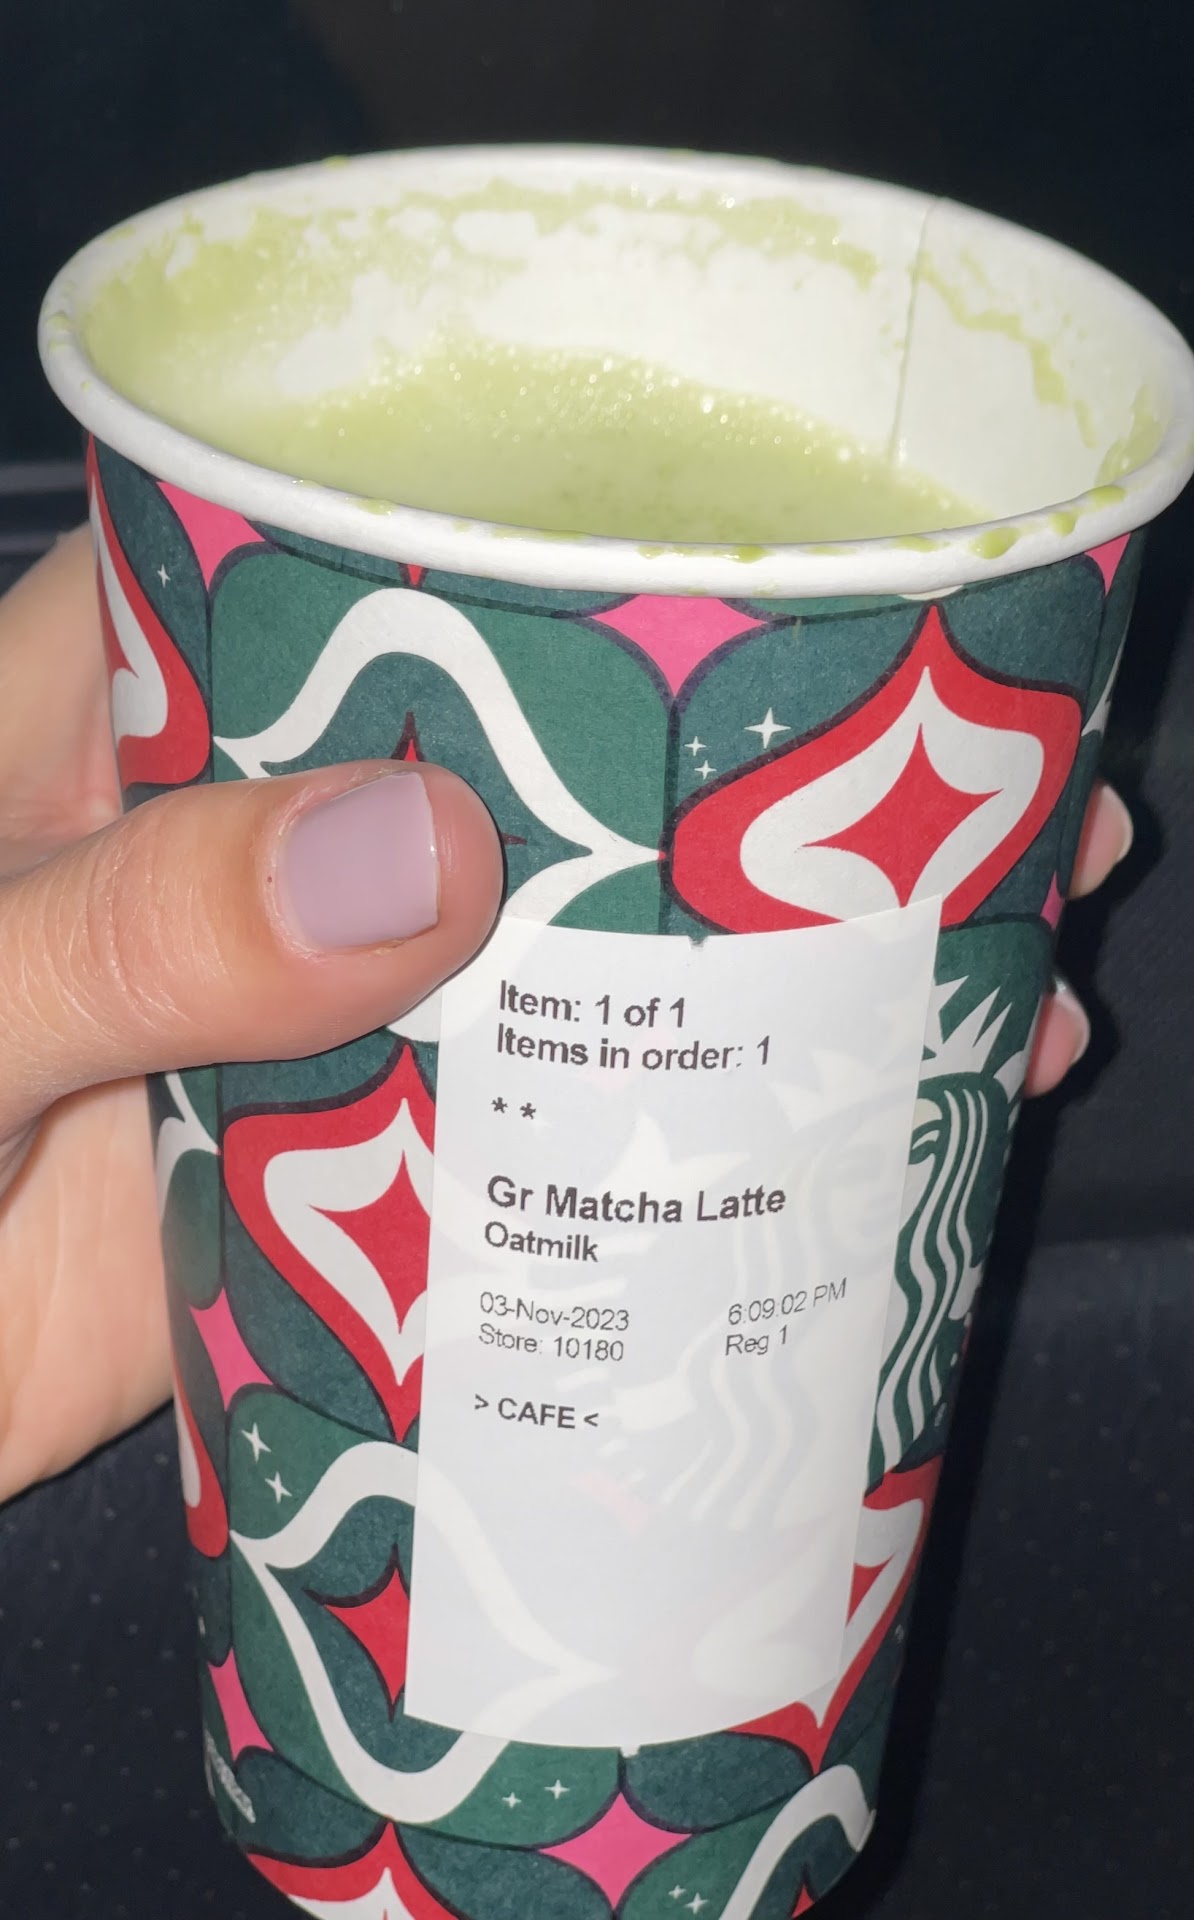 Item: 1 of 1
Items in order: 1
* *
Gr Matcha Latte
Oatmilk
03-Nov-2023 6:09:02 PM
Store: 10180 Reg 1
> CAFE <